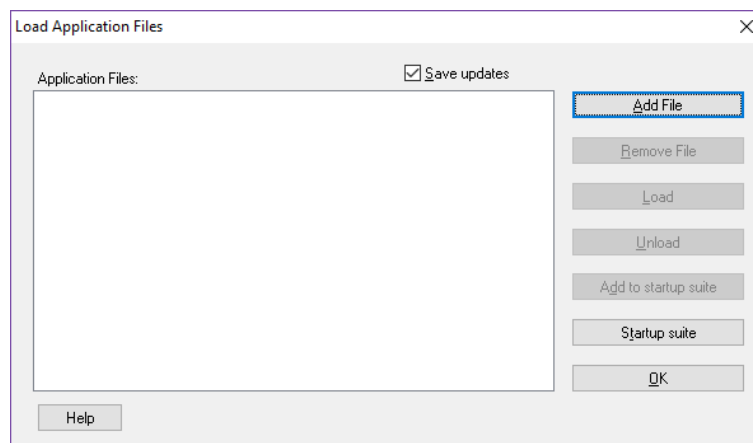 Load Application Files
Application Files:
Save updates
Add File
Remove File
Load
Unload
Add to startup suite
Startup suite
OK
Help